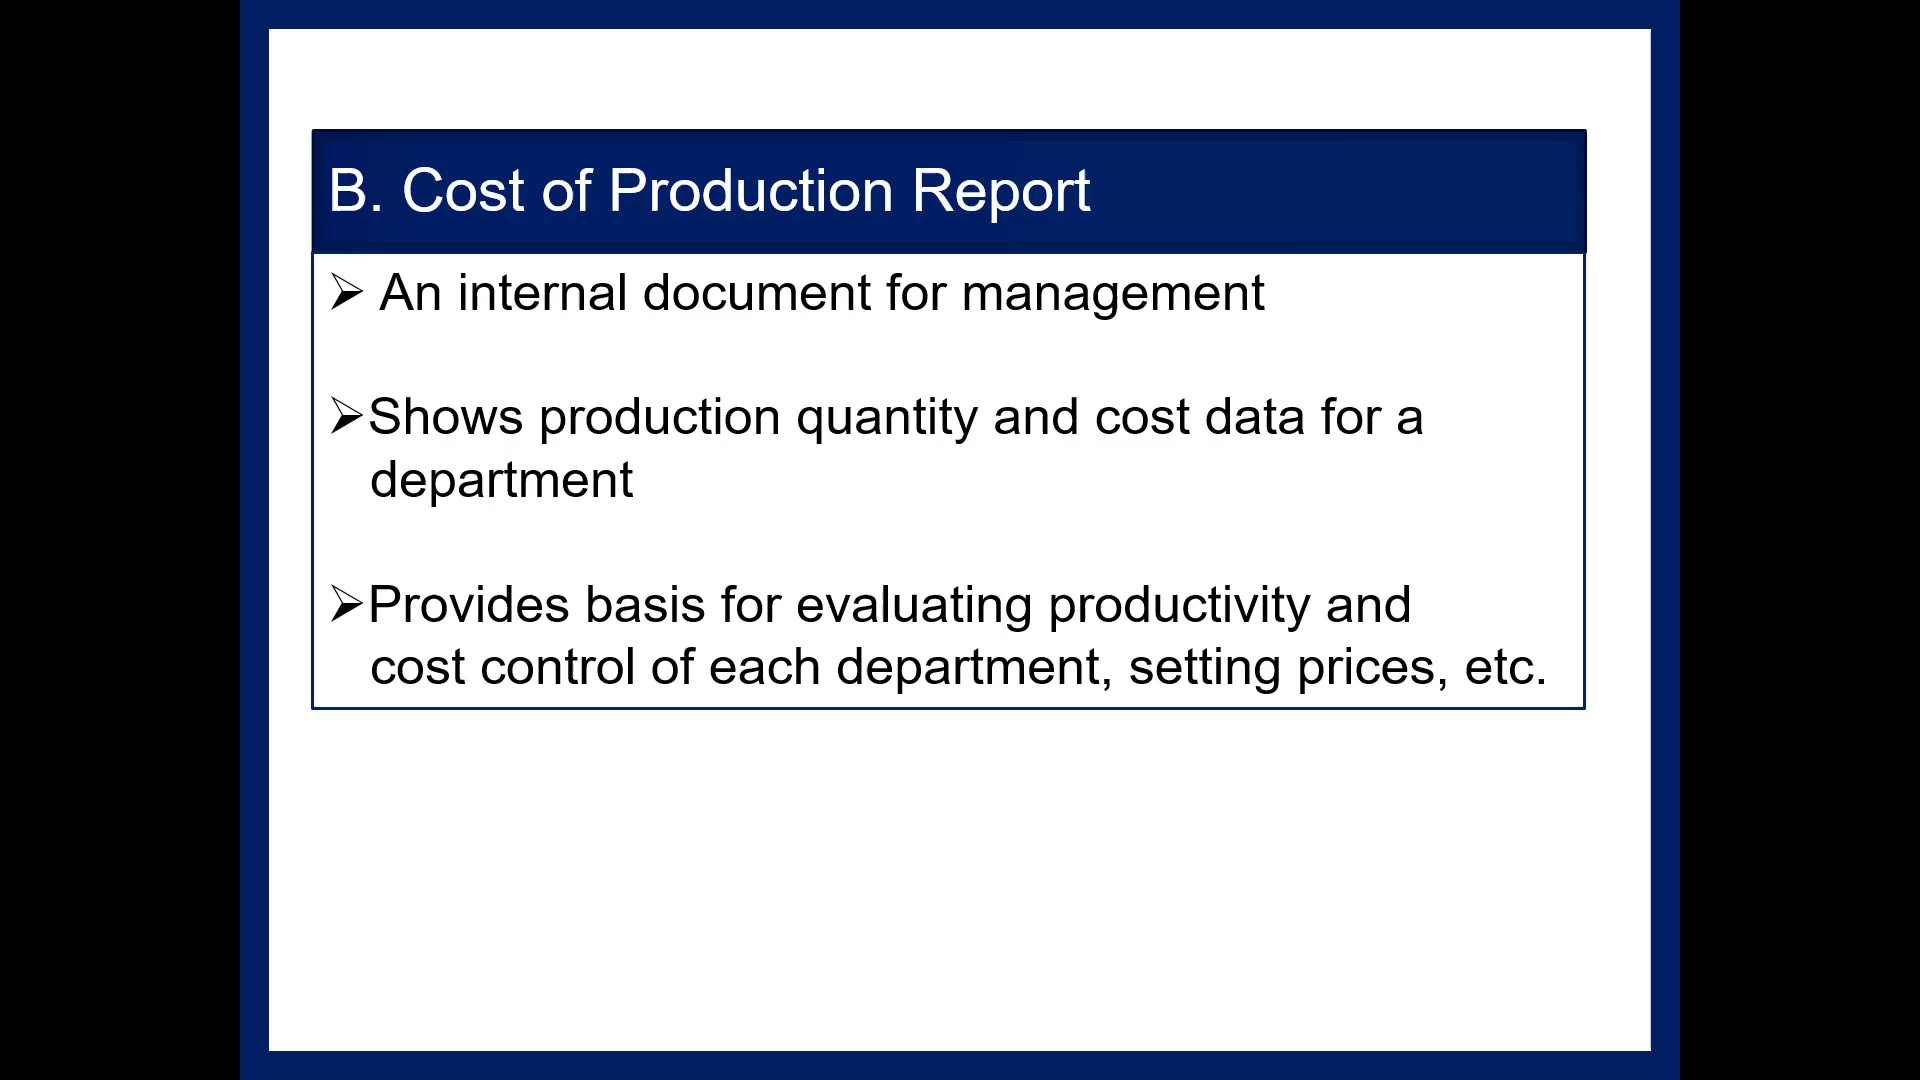 B. Cost of Production Report
➢ An internal document for management
➢Shows production quantity and cost data for a
department
➢Provides basis for evaluating productivity and
cost control of each department, setting prices, etc.